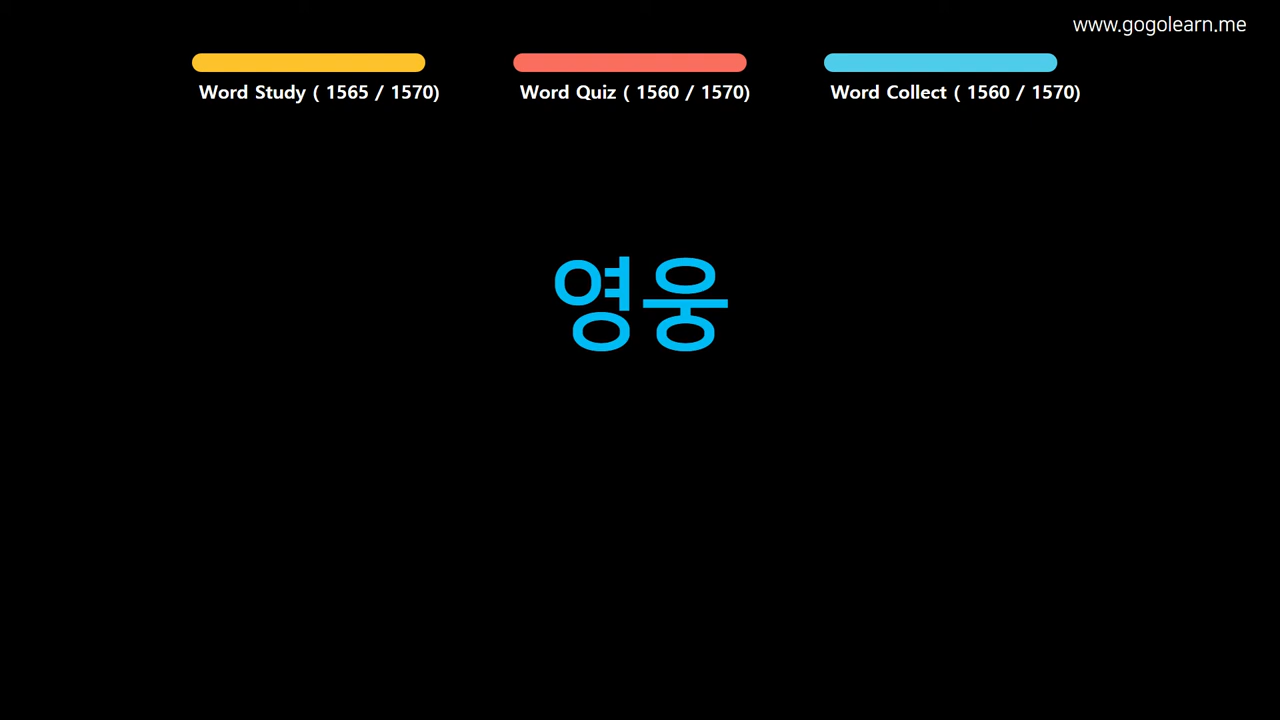 www.gogolearn.me
Word Study ( 1565 / 1570)
Word Quiz ( 1560 / 1570)
Word Collect ( 1560 / 1570)
영웅